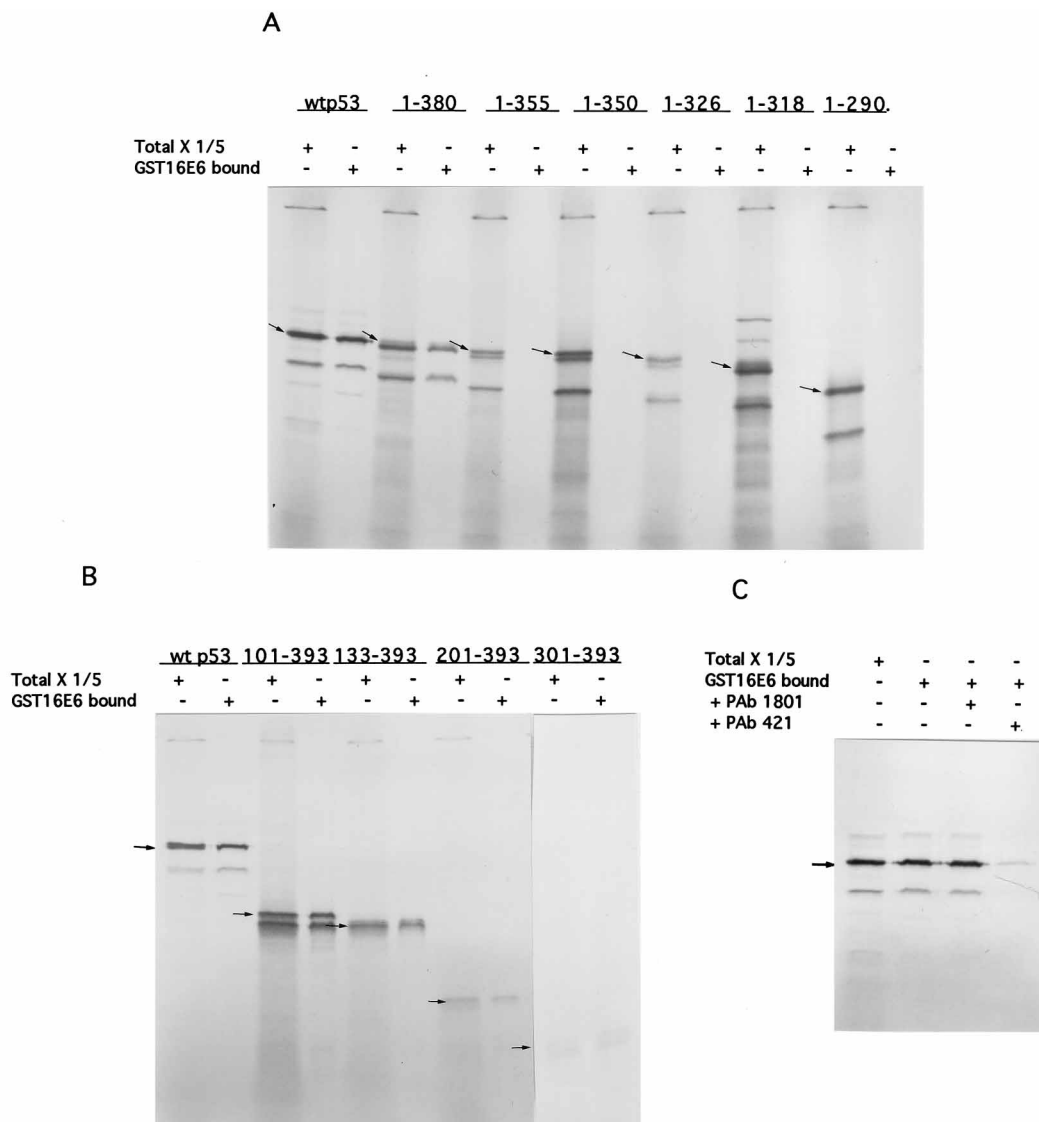 A
wtp53 1-380 1-355 1-350 1-326 1-318 1-290.
Total X 1/5 + - + - + - + - + - + - + -
GST16E6 bound - + - + - + - + - + - + - +
B
wt p53 101-393 133-393 201-393 301-393
Total X 1/5 + - + - + - + - + -
GST16E6 bound - + - + - + - + - +
C
Total X 1/5 + - - -
GST16E6 bound - + + +
+ PAb 1801 - - + -
+ PAb 421 - - - +